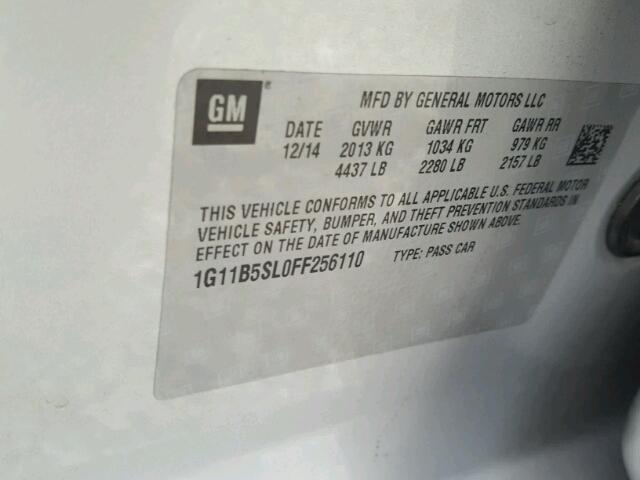 GM®
MFD BY GENERAL MOTORS LLC
DATE GVWR GAWR FRT GAWR RR
12/14 2013 KG 1034 KG 979 KG
4437 LB 2280 LB 2157 LB
THIS VEHICLE CONFORMS TO ALL APPLICABLE U.S. FEDERAL MOTOR
VEHICLE SAFETY, BUMPER, AND THEFT PREVENTION STANDARDS IN
EFFECT ON THE DATE OF MANUFACTURE SHOWN ABOVE.
1G11B5SL0FF256110 TYPE: PASS CAR